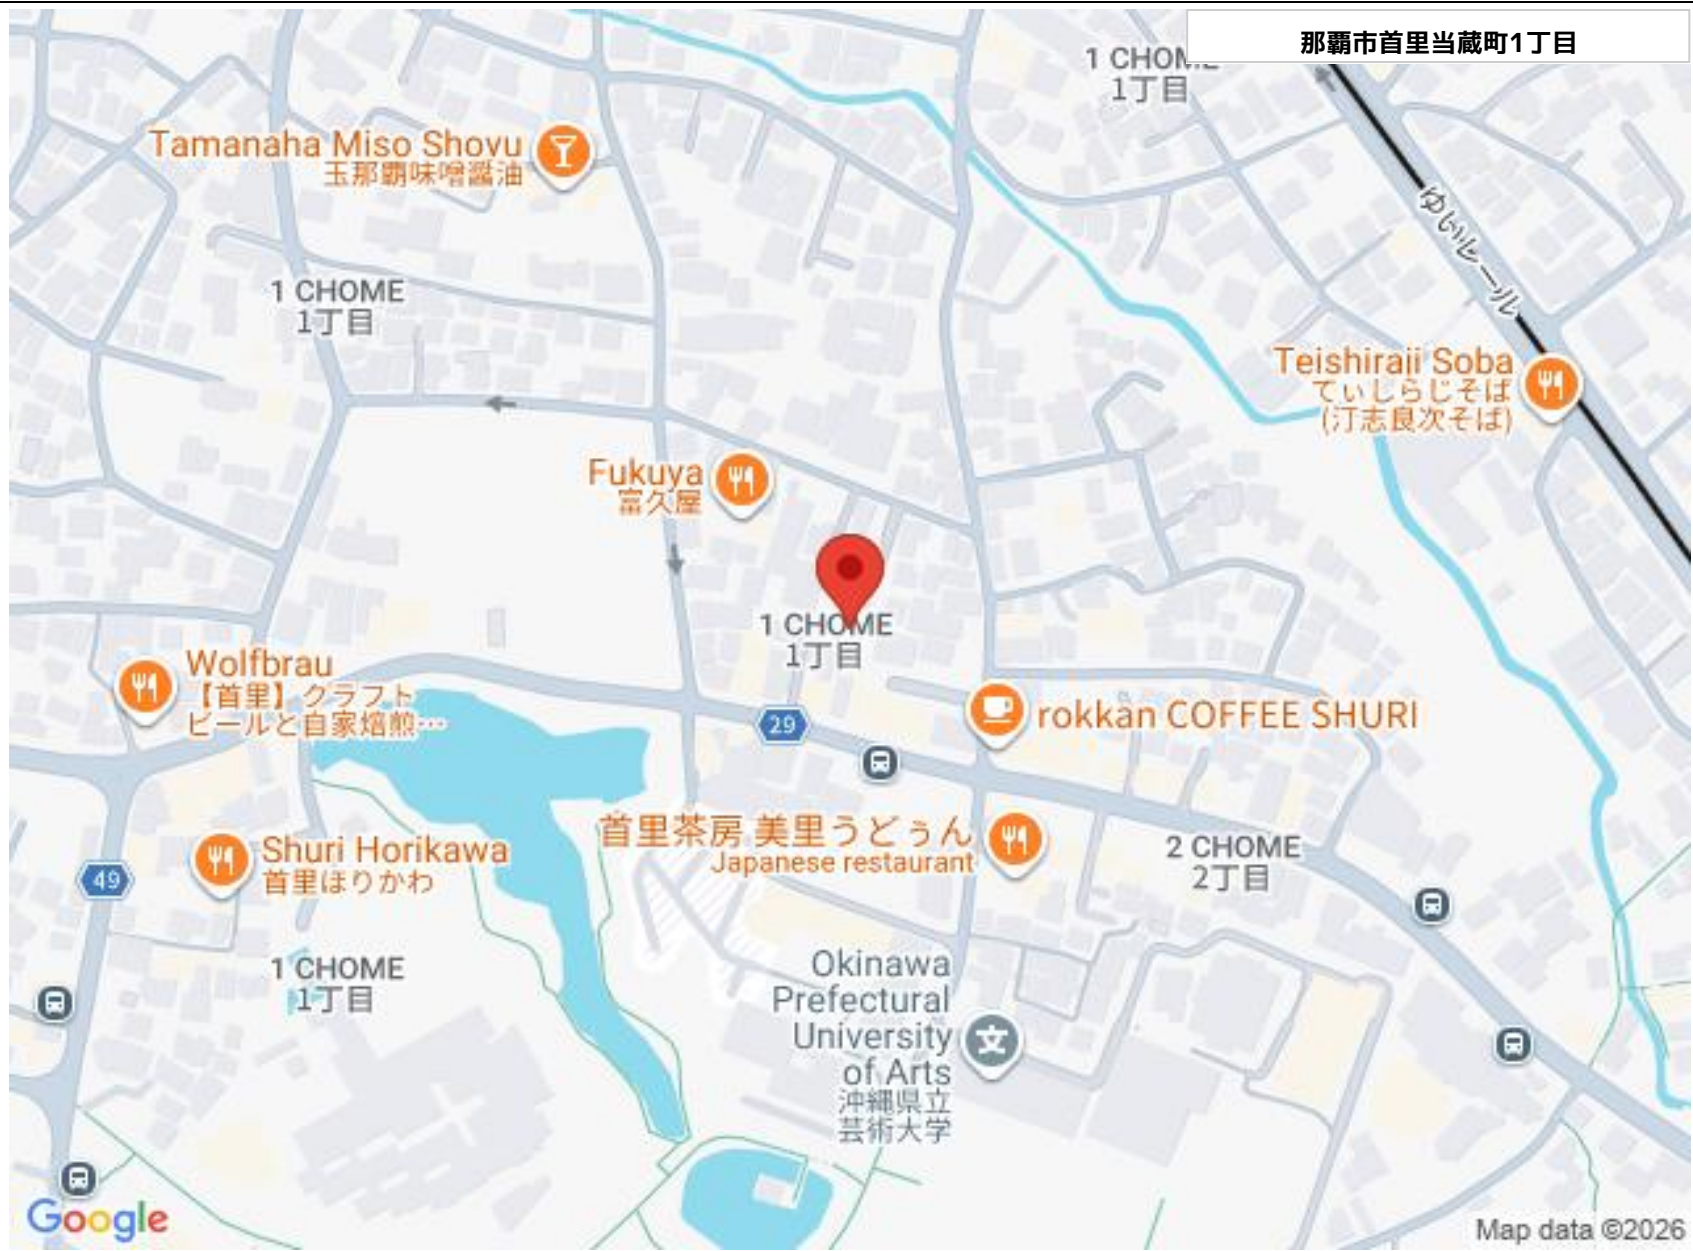 那覇市首里当蔵町1丁目
1 CHOME
1丁目
Tamanaha Miso Shoyu
玉那覇味噌醤油
ゆいレール
1 CHOME
1丁目
Teishiraji Soba
てぃしらじそば
(汀志良次そば)
Fukuya
富久屋
1 CHOME
1丁目
Wolfbrau
【首里】クラフト
ビールと自家焙煎…
29
rokkan COFFEE SHURI
首里茶房 美里うどぅん
Japanese restaurant
2 CHOME
2丁目
49
Shuri Horikawa
首里ほりかわ
1 CHOME
1丁目
Okinawa
Prefectural
University
of Arts
沖縄県立
芸術大学
文
Google
Map data ©2026